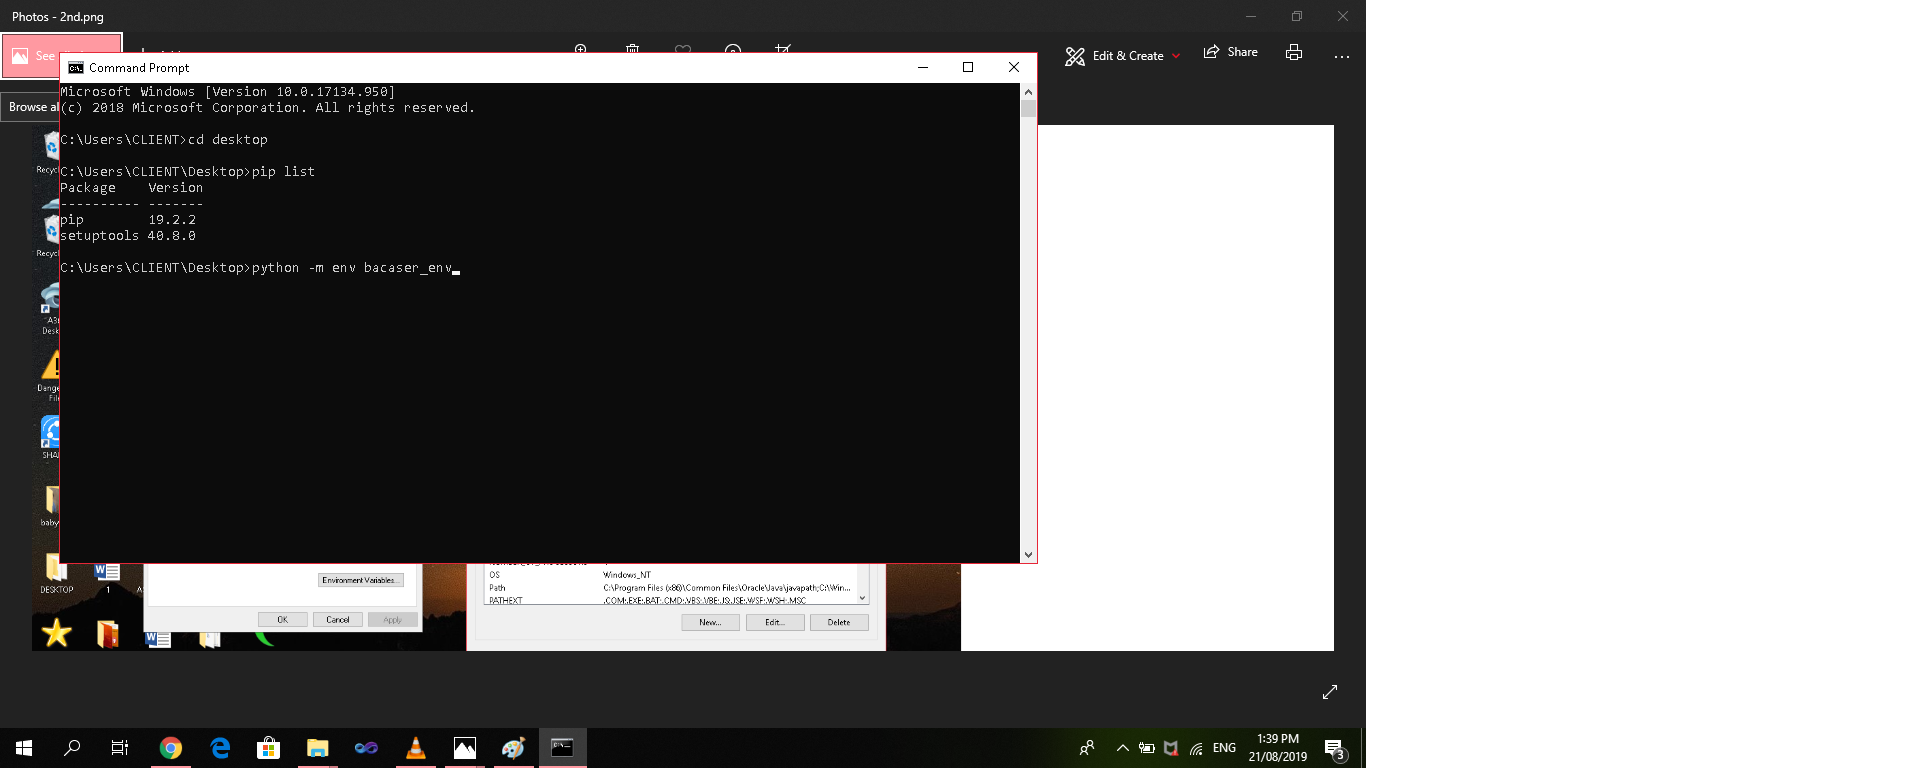 Photos - 2nd.png
See
Edit & Create
Share
Browse al
Command Prompt
Microsoft Windows [Version 10.0.17134.950]
(c) 2018 Microsoft Corporation. All rights reserved.
C:\Users\CLIENT>cd desktop
C:\Users\CLIENT\Desktop>pip list
Package    Version
---------- -------
pip        19.2.2
setuptools 40.8.0
C:\Users\CLIENT\Desktop>python -m env bacaser_env
Recyc
Recyc
Desk
Dange
Fil
SHA
baby
DESKTOP
1
A
Environment Variables...
OK
Cancel
Apply
OS Windows_NT
Path C:\Program Files (x86)\Common Files\Oracle\Java\javapath;C:\Win...
PATHEXT .COM;.EXE;.BAT;.CMD;.VBS;.VBE;.JS;.JSE;.WSF;.WSH;.MSC
New...
Edit...
Delete
ENG
1:39 PM
21/08/2019
3